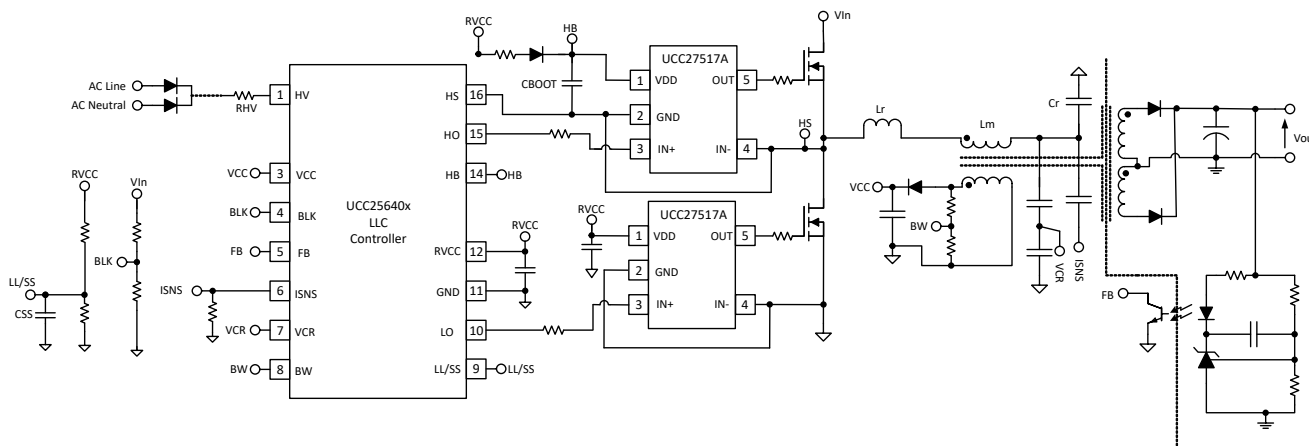 AC Line
AC Neutral
RHV
RVCC
VIn
BLK
LL/SS
CSS
VCC
BLK
FB
ISNS
VCR
BW
UCC25640x
LLC
Controller
1 HV
3 VCC
4 BLK
5 FB
6 ISNS
7 VCR
8 BW
HS 16
HO 15
HB 14
HB
RVCC 12
RVCC
GND 11
LO 10
LL/SS 9
LL/SS
RVCC
HB
CBOOT
UCC27517A
1 VDD
2 GND
3 IN+
OUT 5
IN- 4
VIn
HS
RVCC
UCC27517A
1 VDD
2 GND
3 IN+
OUT 5
IN- 4
Lr
Lm
Cr
VCC
BW
VCR
ISNS
FB